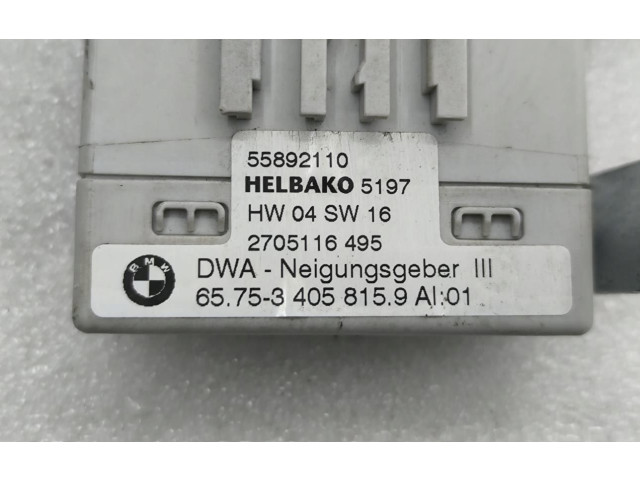 55892110
HELBAKO 5197
HW 04 SW 16
2705116 495
BMW
DWA - Neigungsgeber III
65.75-3 405 815.9 AI:01